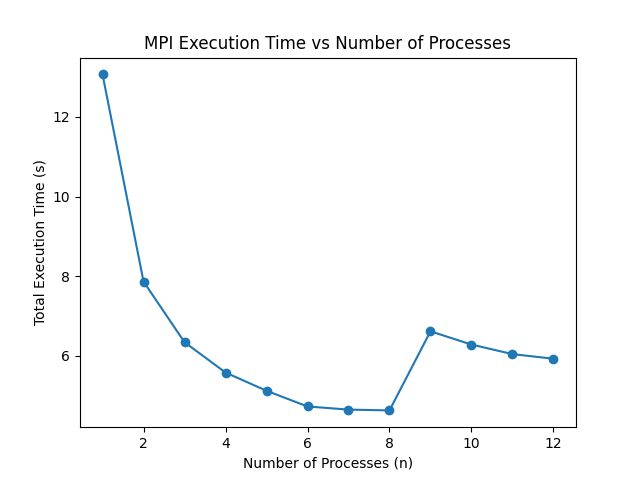 MPI Execution Time vs Number of Processes
Total Execution Time (s)
12
10
8
6
2 4 6 8 10 12
Number of Processes (n)